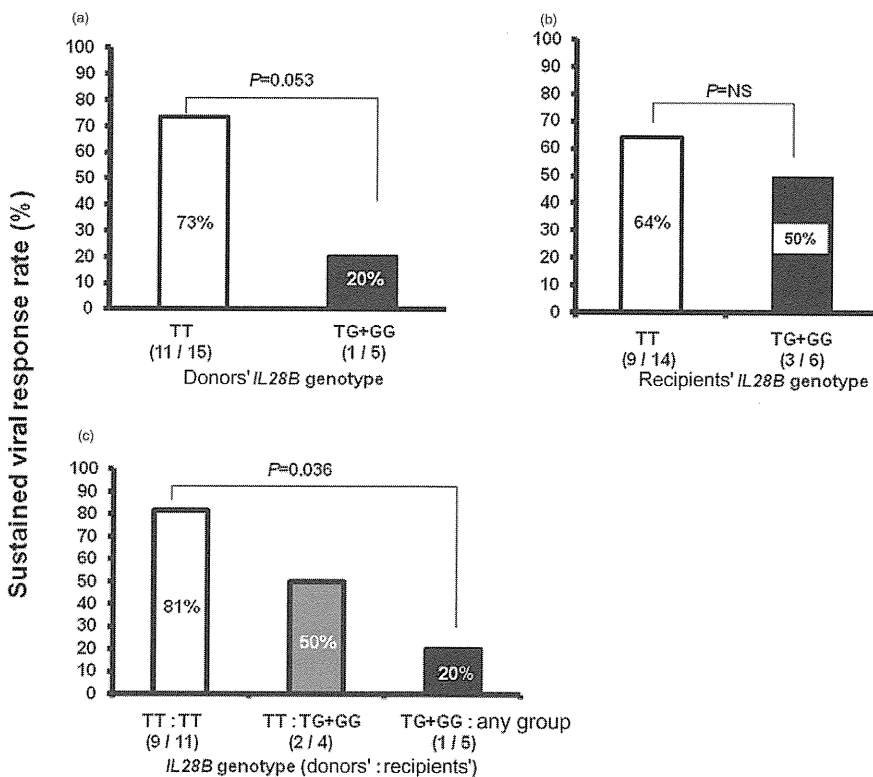 Sustained viral response rate (%)
(a)
100
90
80
70
60
50
40
30
20
10
0
P=0.053
73%
20%
TT
TG+GG
(11 / 15)
(1 / 5)
Donors' IL28B genotype
(b)
100
90
80
70
60
50
40
30
20
10
0
P=NS
64%
50%
TT
TG+GG
(9 / 14)
(3 / 6)
Recipients' IL28B genotype
(c)
100
90
80
70
60
50
40
30
20
10
0
P=0.036
81%
50%
20%
TT : TT
TT : TG+GG
TG+GG : any group
(9 / 11)
(2 / 4)
(1 / 5)
IL28B genotype (donors' : recipients')